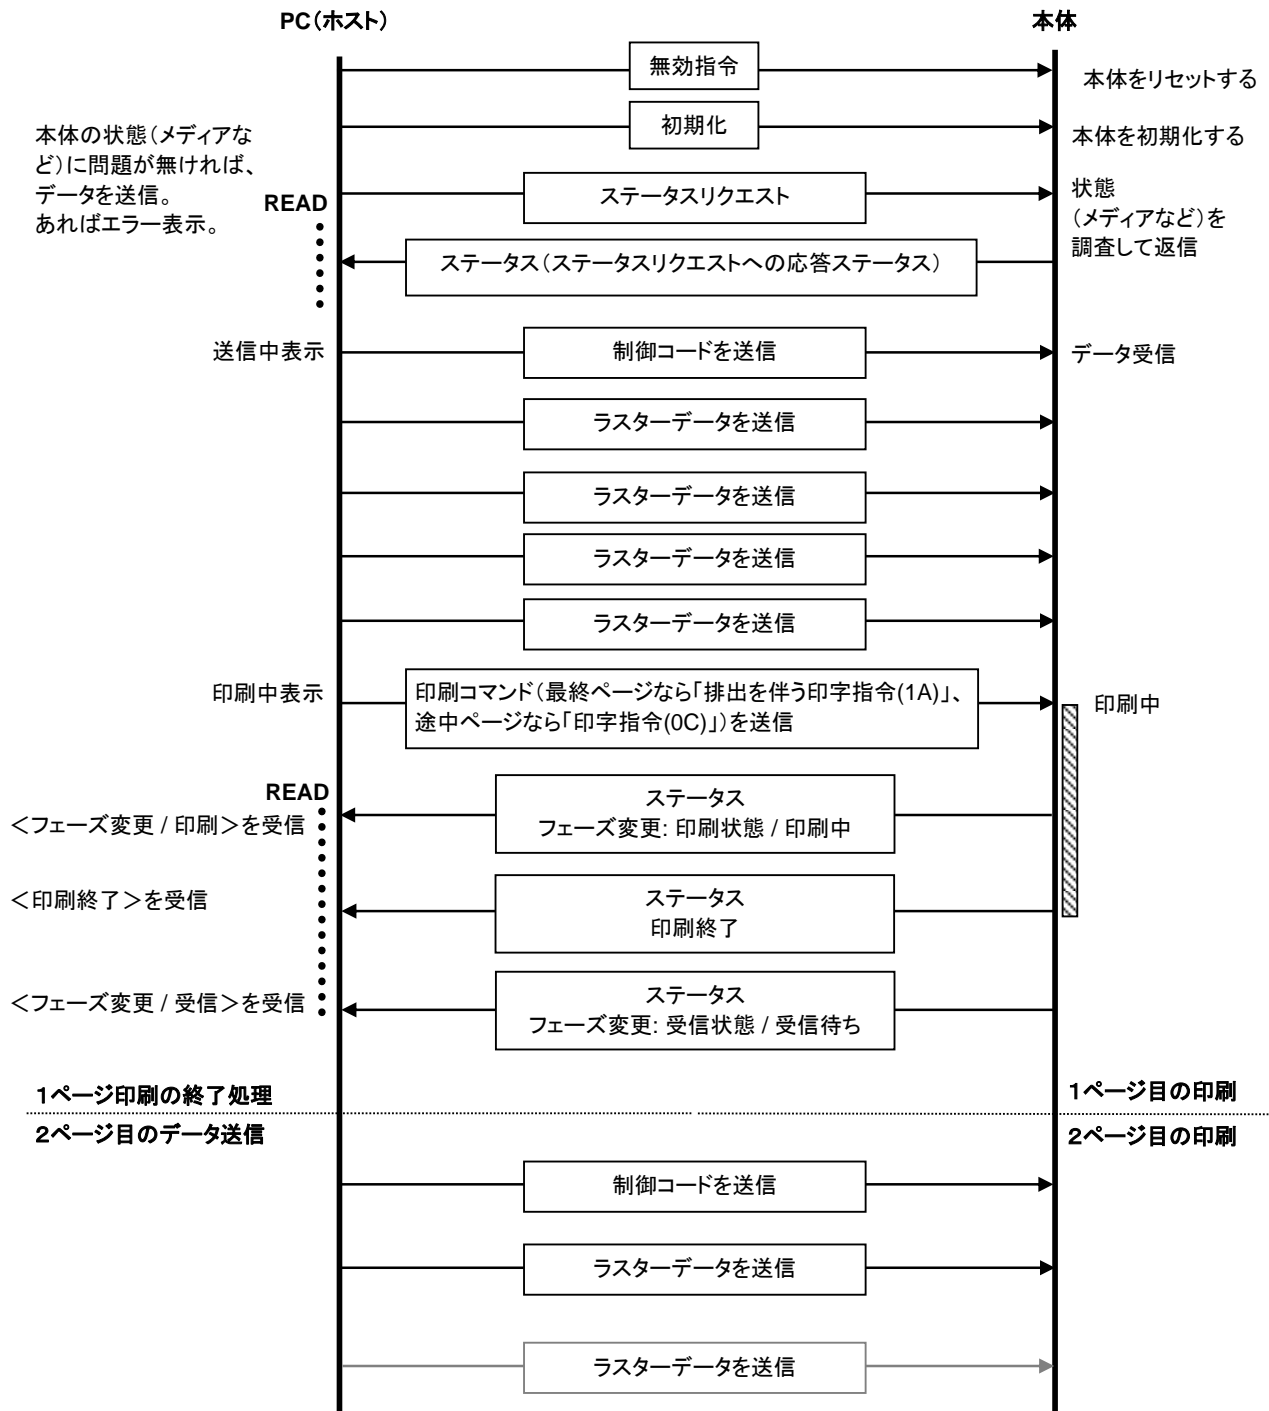 PC（ホスト）
本体
無効指令
本体をリセットする
初期化
本体を初期化する
本体の状態（メディアな
ど）に問題が無ければ、
データを送信。
あればエラー表示。
READ
ステータスリクエスト
状態
（メディアなど）を
調査して返信
ステータス（ステータスリクエストへの応答ステータス）
送信中表示
制御コードを送信
データ受信
ラスターデータを送信
ラスターデータを送信
ラスターデータを送信
ラスターデータを送信
印刷中表示
印刷コマンド（最終ページなら「排出を伴う印字指令(1A)」、
途中ページなら「印字指令(0C)」）を送信
印刷中
READ
ステータス
フェーズ変更: 印刷状態 / 印刷中
＜フェーズ変更 / 印刷＞を受信
＜印刷終了＞を受信
ステータス
印刷終了
＜フェーズ変更 / 受信＞を受信
ステータス
フェーズ変更: 受信状態 / 受信待ち
1ページ印刷の終了処理
1ページ目の印刷
2ページ目のデータ送信
2ページ目の印刷
制御コードを送信
ラスターデータを送信
ラスターデータを送信